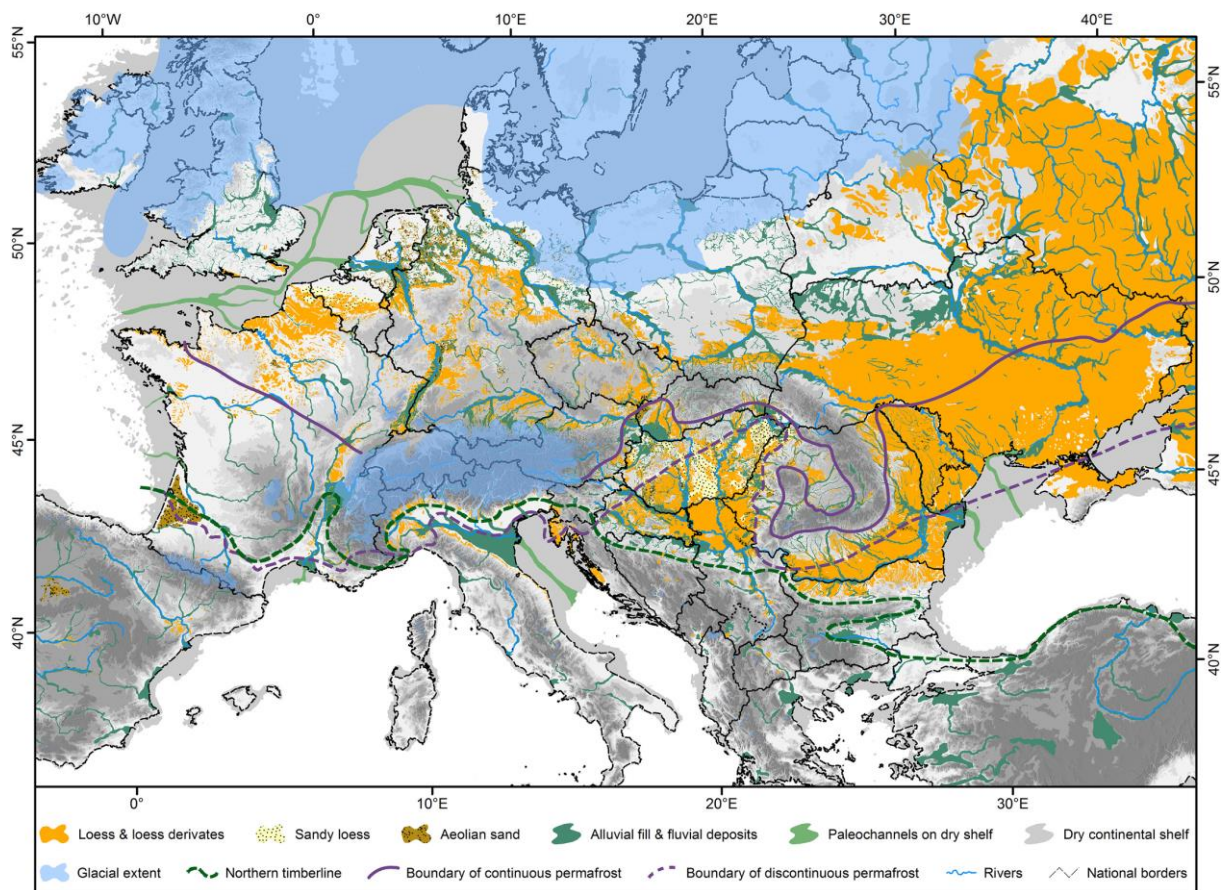 10°W 0° 10°E 20°E 30°E 40°E
55°N 55°N
50°N 50°N
45°N 45°N
40°N 40°N
0° 10°E 20°E 30°E
Loess & loess derivates Sandy loess Aeolian sand Alluvial fill & fluvial deposits Paleochannels on dry shelf Dry continental shelf
Glacial extent Northern timberline Boundary of continuous permafrost Boundary of discontinuous permafrost Rivers National borders